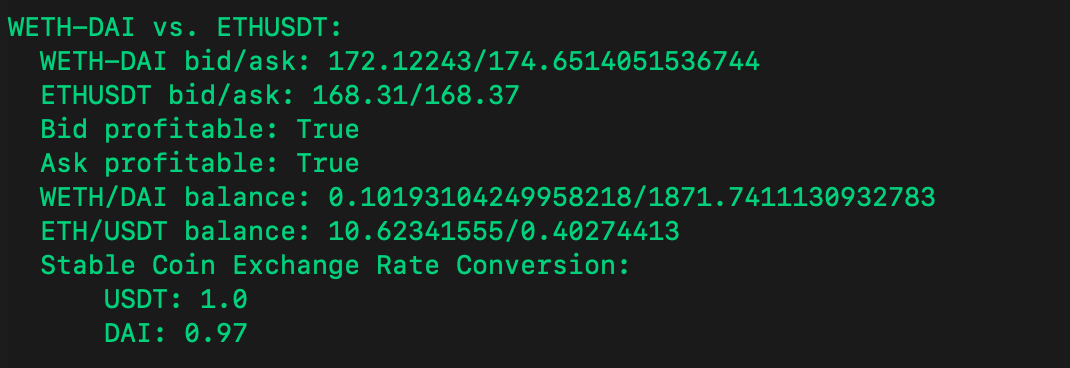 WETH-DAI vs. ETHUSDT:
WETH-DAI bid/ask: 172.12243/174.6514051536744
ETHUSDT bid/ask: 168.31/168.37
Bid profitable: True
Ask profitable: True
WETH/DAI balance: 0.10193104249958218/1871.7411130932783
ETH/USDT balance: 10.62341555/0.40274413
Stable Coin Exchange Rate Conversion:
USDT: 1.0
DAI: 0.97